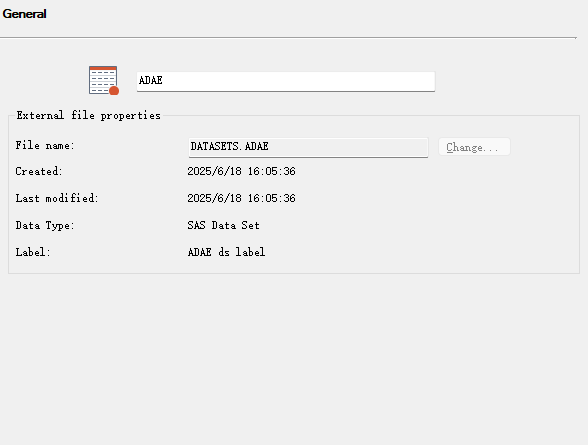 General
ADAE
External file properties
File name: DATASETS.ADAE Change...
Created: 2025/6/18 16:05:36
Last modified: 2025/6/18 16:05:36
Data Type: SAS Data Set
Label: ADAE ds label